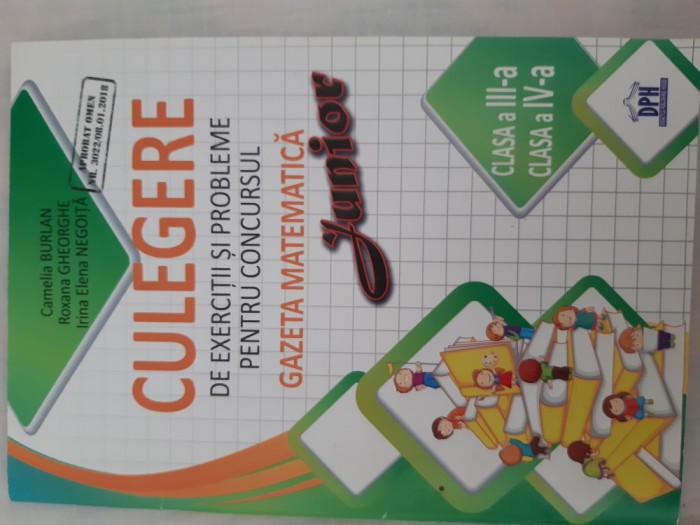 Camelia BURLAN
Roxana GHEORGHE
Irina Elena NEGOIȚĂ
APROBAT OMEN
NR. 3022/08.01.2018
CULEGERE
DE EXERCIȚII ȘI PROBLEME
PENTRU CONCURSUL
GAZETA MATEMATICĂ
Junior
CLASA a III-a
CLASA a IV-a
DPH